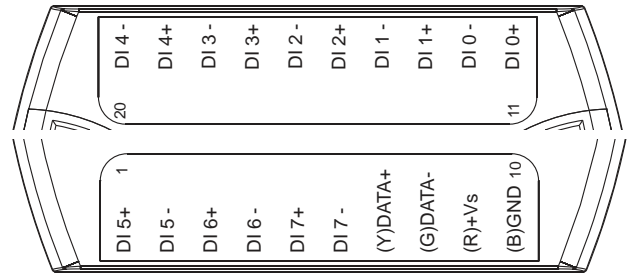 DI 4 -
DI 4+
DI 3 -
DI 3+
DI 2 -
DI 2+
DI 1 -
DI 1+
DI 0 -
DI 0+
20
11
1
10
DI 5+
DI 5 -
DI 6+
DI 6 -
DI 7+
DI 7 -
(Y)DATA+
(G)DATA-
(R)+Vs
(B)GND